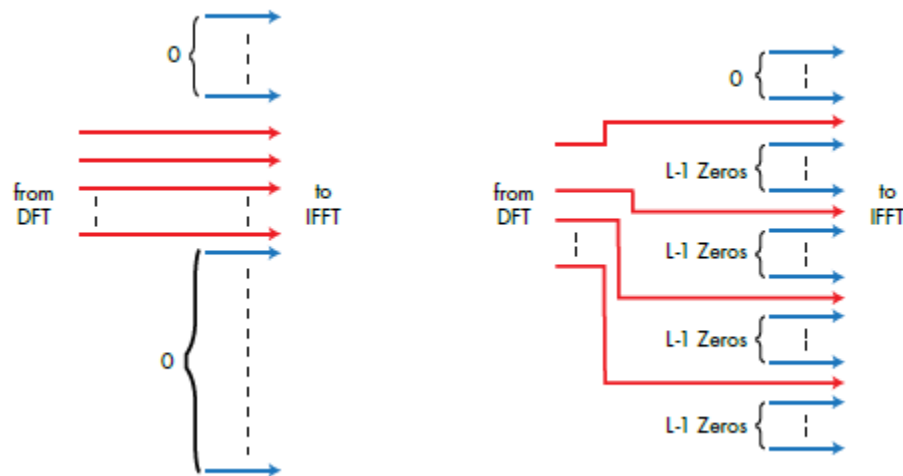 0
from
DFT
to
IFFT
0
0
L-1 Zeros
from
DFT
to
IFFT
L-1 Zeros
L-1 Zeros
L-1 Zeros